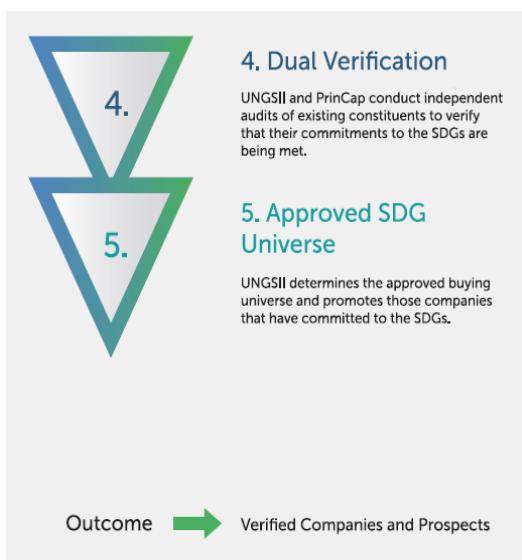 4.
4. Dual Verification
UNGSII and PrinCap conduct independent
audits of existing constituents to verify
that their commitments to the SDGs are
being met.
5.
5. Approved SDG
Universe
UNGSII determines the approved buying
universe and promotes those companies
that have committed to the SDGs.
Outcome
Verified Companies and Prospects